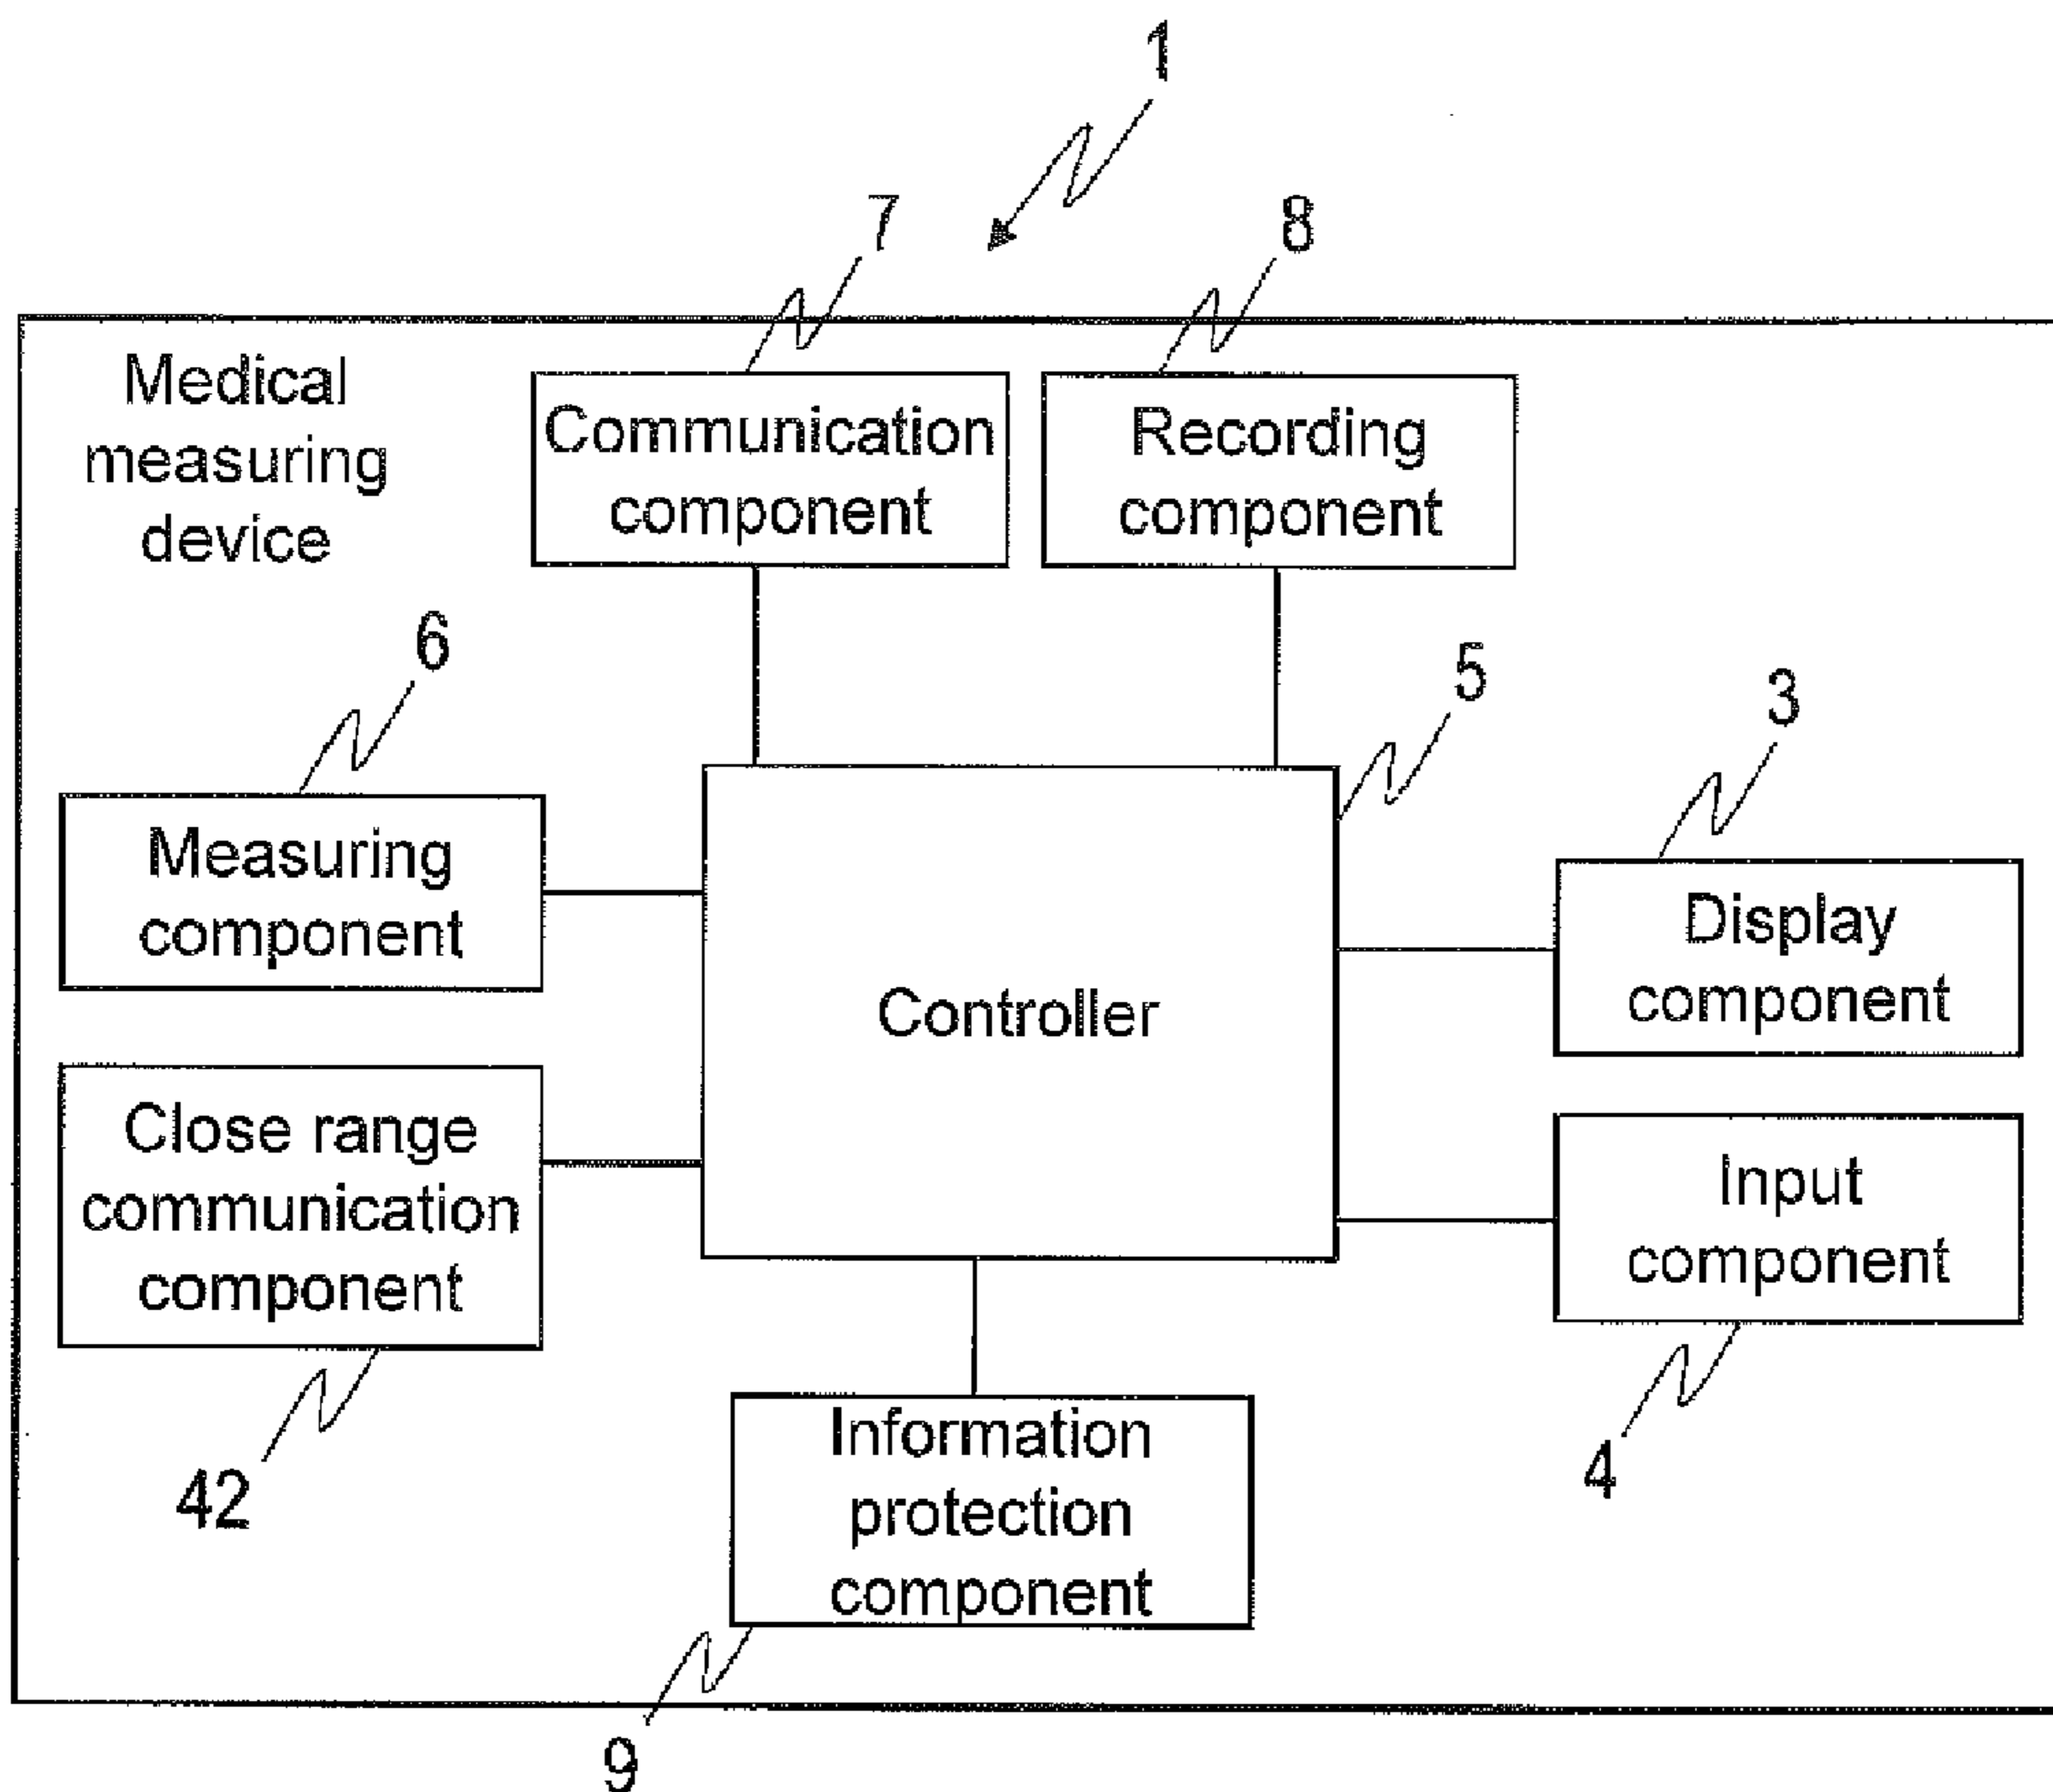 1
7
8
Medical
measuring
device
Communication
component
Recording
component
6
5
3
Measuring
component
Controller
Display
component
Close range
communication
component
Input
component
42
Information
protection
component
4
9